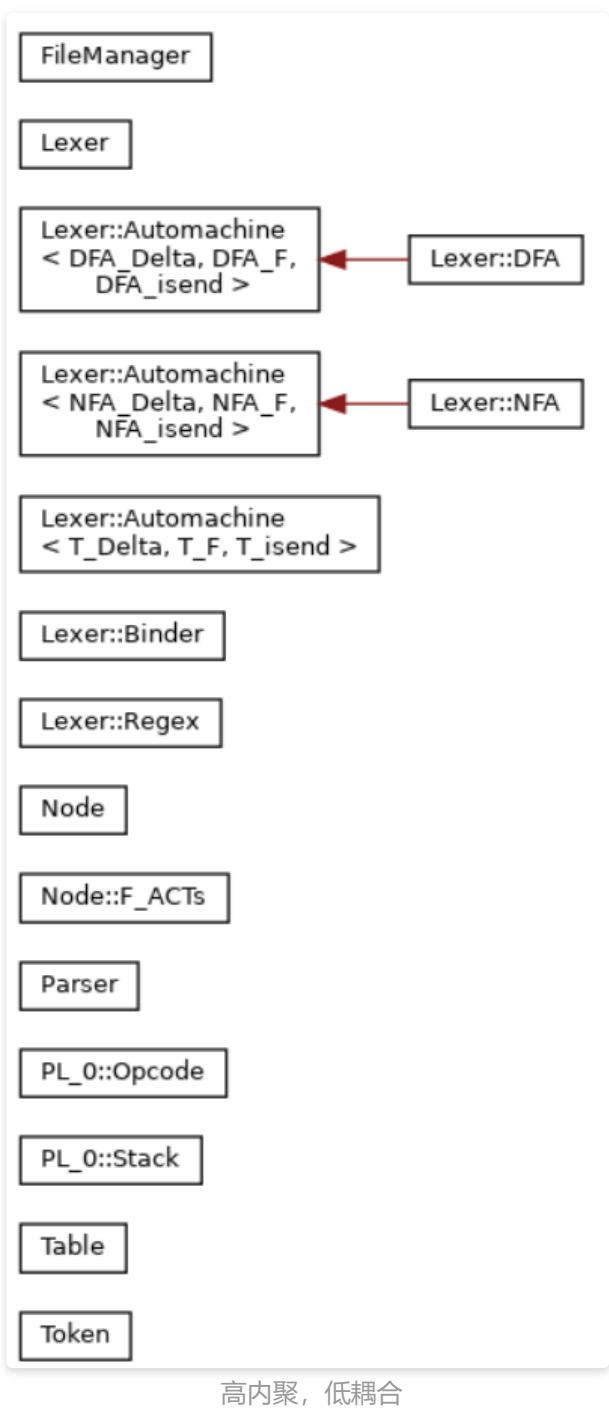 FileManager
Lexer
Lexer::Automachine
< DFA_Delta, DFA_F,
DFA_isend >
Lexer::DFA
Lexer::Automachine
< NFA_Delta, NFA_F,
NFA_isend >
Lexer::NFA
Lexer::Automachine
< T_Delta, T_F, T_isend >
Lexer::Binder
Lexer::Regex
Node
Node::F_ACTs
Parser
PL_0::Opcode
PL_0::Stack
Table
Token
高内聚，低耦合